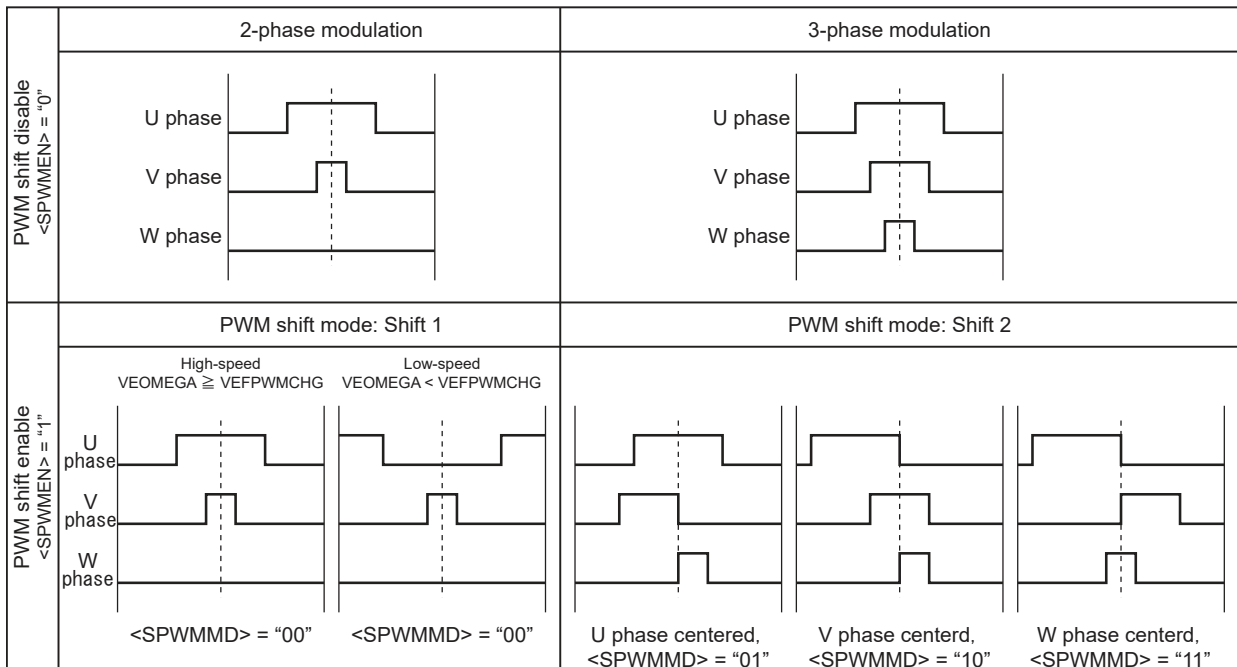 2-phase modulation
3-phase modulation
PWM shift disable
<SPWMEN> = “0”
U phase
V phase
W phase
U phase
V phase
W phase
PWM shift mode: Shift 1
PWM shift mode: Shift 2
PWM shift enable
<SPWMEN> = “1”
High-speed
VEOMEGA ≧ VEFPWMCHG
Low-speed
VEOMEGA < VEFPWMCHG
U
phase
V
phase
W
phase
<SPWMMD> = “00”
<SPWMMD> = “00”
U phase centered,
<SPWMMD> = “01”
V phase centerd,
<SPWMMD> = “10”
W phase centerd,
<SPWMMD> = “11”